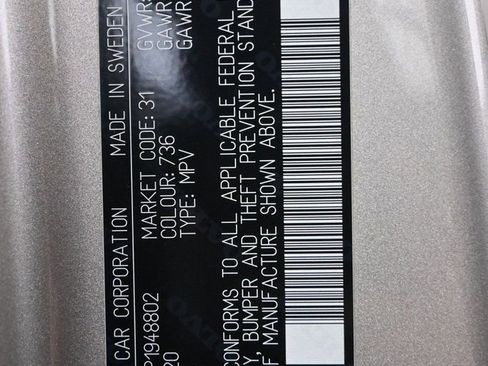 CAR CORPORATION MADE IN SWEDEN
P1948802 MARKET CODE: 31 GVWR
20 COLOUR: 736 GAWR
TYPE: MPV GAWR
CONFORMS TO ALL APPLICABLE FEDERAL
Y, BUMPER AND THEFT PREVENTION STAND
F MANUFACTURE SHOWN ABOVE.